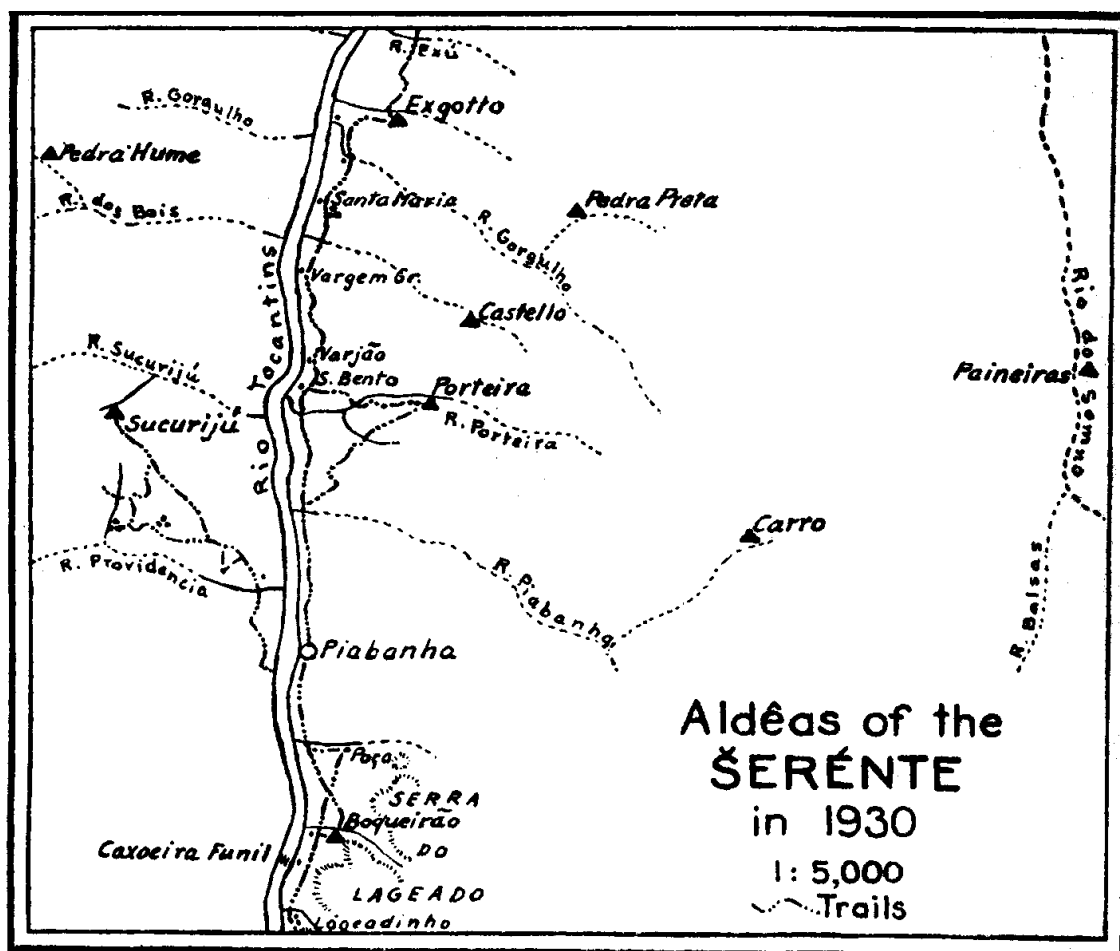 R. Exú
R. Gorgulho
Exgotto
Pedra Hume
Santa Maria
Pedra Preta
R. dos Bois
R. Gorgulho
Vargem Gr.
Rio Tocantins
Castello
Rio do Somno
R. Sucurijú
Varjão
S. Bento
Porteira
Paineiras
Sucurijú
R. Porteira
Carro
R. Providencia
R. Piabanha
R. Balsas
Piabanha
Aldêas of the
ŠERÉNTE
in 1930
1: 5,000
Trails
Poço
SERRA
Boqueirão
DO
Caxoeira Funil
LAGEADO
Lageadinho